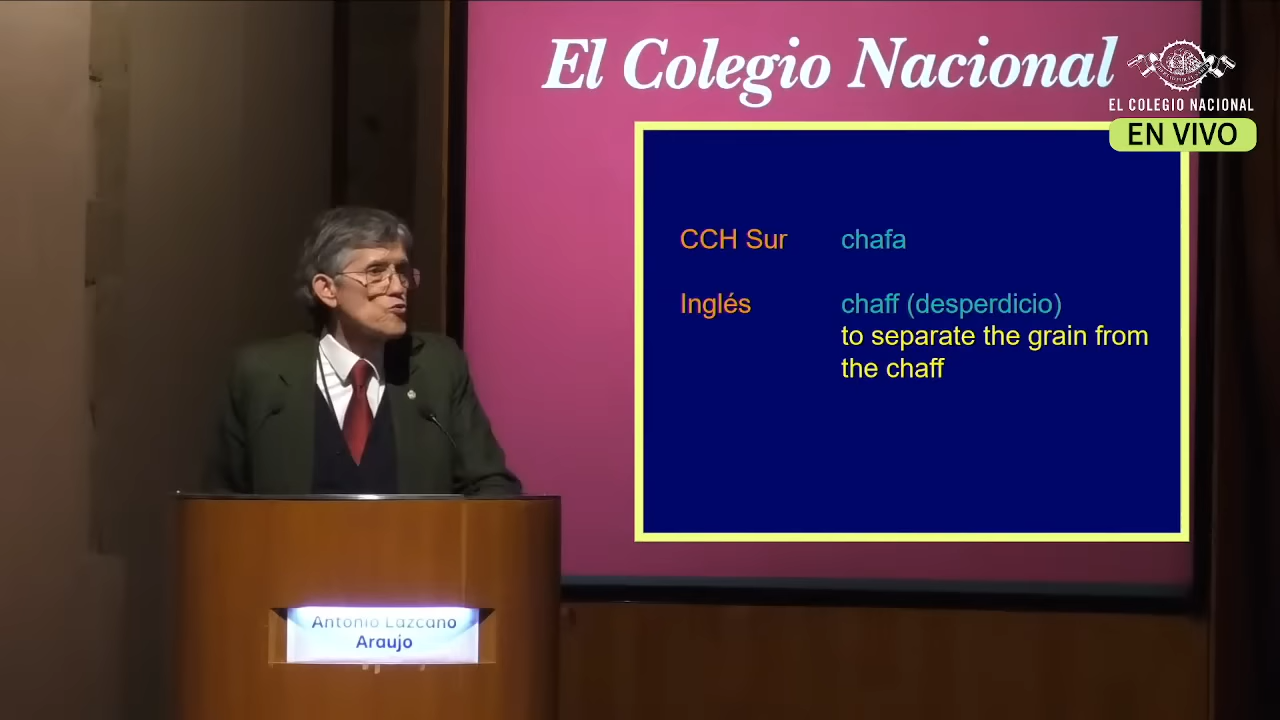 El Colegio Nacional
EL COLEGIO NACIONAL
EN VIVO
CCH Sur chafa
Inglés chaff (desperdicio)
to separate the grain from
the chaff
Antonio Lazcano
Araujo